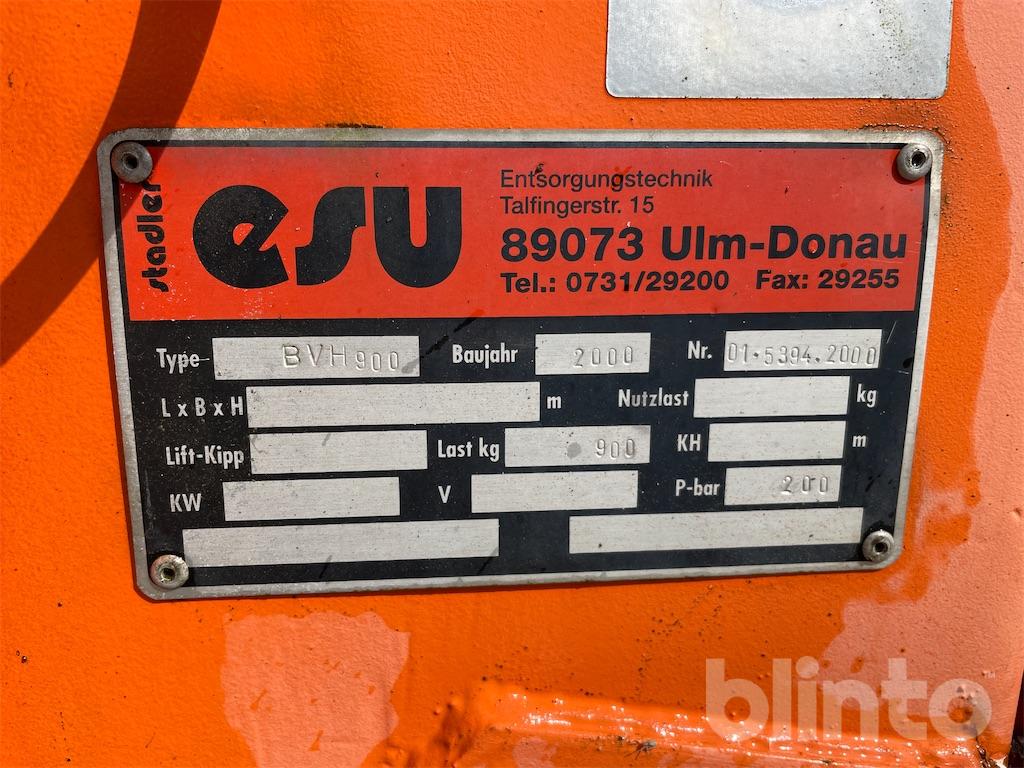 stadler esu
Entsorgungstechnik
Talfingerstr. 15
89073 Ulm-Donau
Tel.: 0731/29200 Fax: 29255
Type BVH900 Baujahr 2000 Nr. 01.5394.2000
L x B x H m Nutzlast kg
Lift-Kipp Last kg 900 KH m
KW V P-bar 200
blinto™